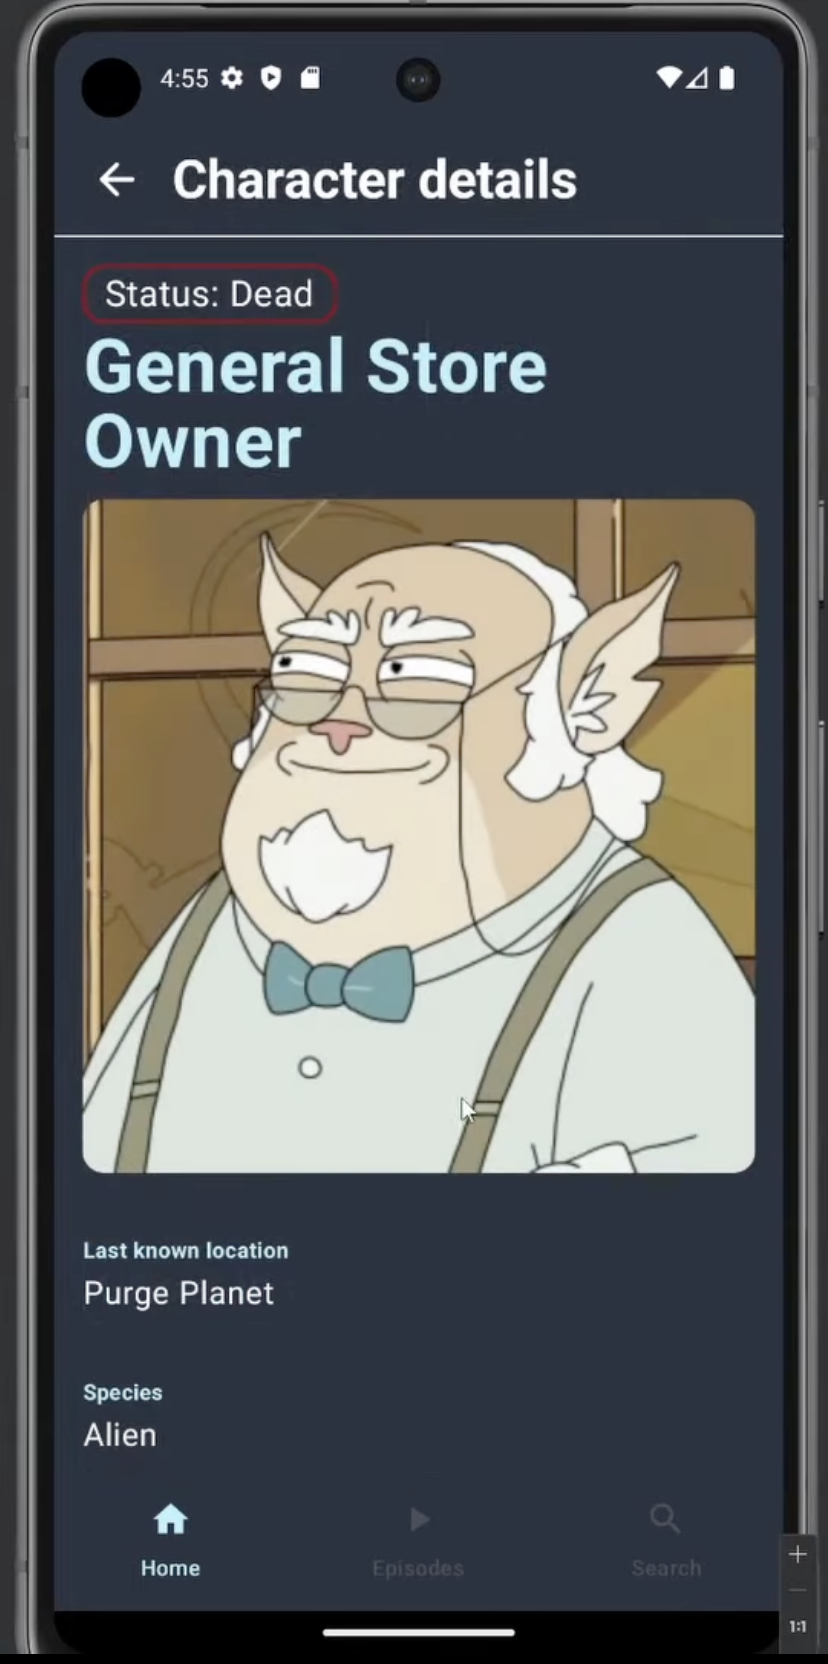 4:55
Character details
Status: Dead
General Store
Owner
Last known location
Purge Planet
Species
Alien
Home
Episodes
Search
1:1